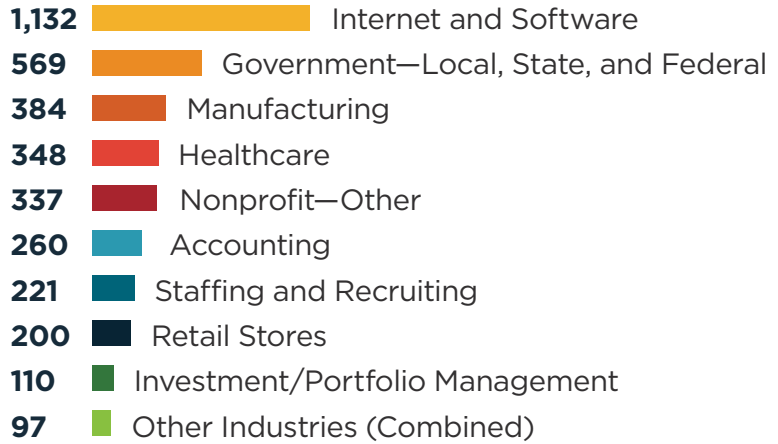 1,132 Internet and Software
569 Government—Local, State, and Federal
384 Manufacturing
348 Healthcare
337 Nonprofit—Other
260 Accounting
221 Staffing and Recruiting
200 Retail Stores
110 Investment/Portfolio Management
97 Other Industries (Combined)